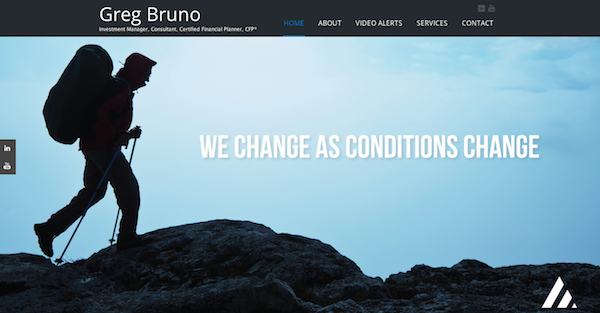 Greg Bruno
Investment Manager, Consultant, Certified Financial Planner, CFP®
HOME ABOUT VIDEO ALERTS SERVICES CONTACT
WE CHANGE AS CONDITIONS CHANGE
in
You